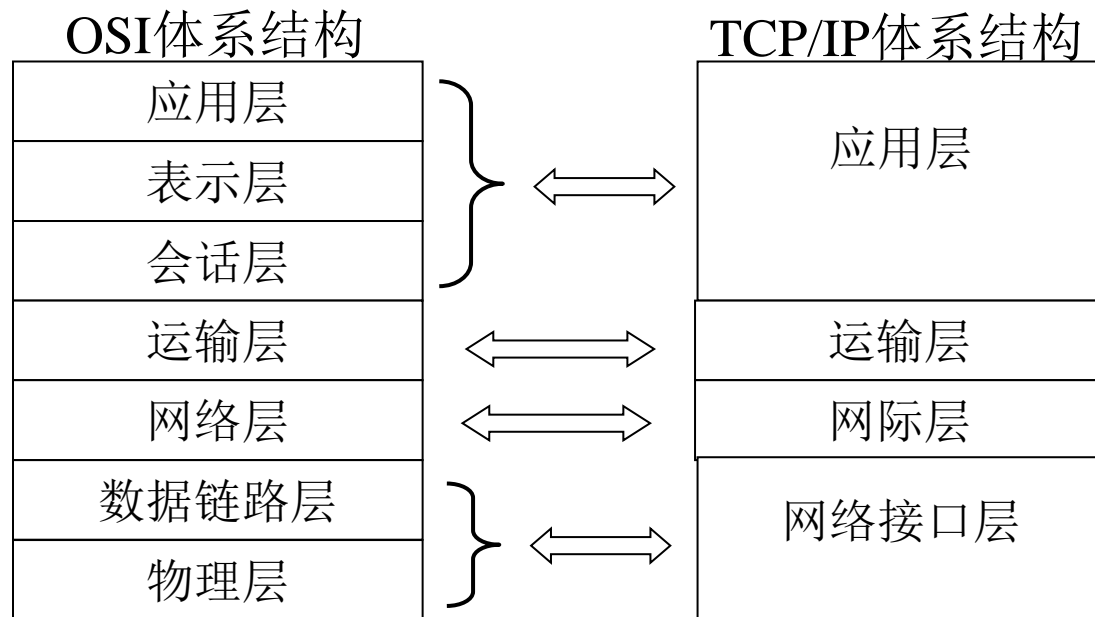 OSI体系结构
应用层
表示层
会话层
运输层
网络层
数据链路层
物理层
TCP/IP体系结构
应用层
运输层
网际层
网络接口层